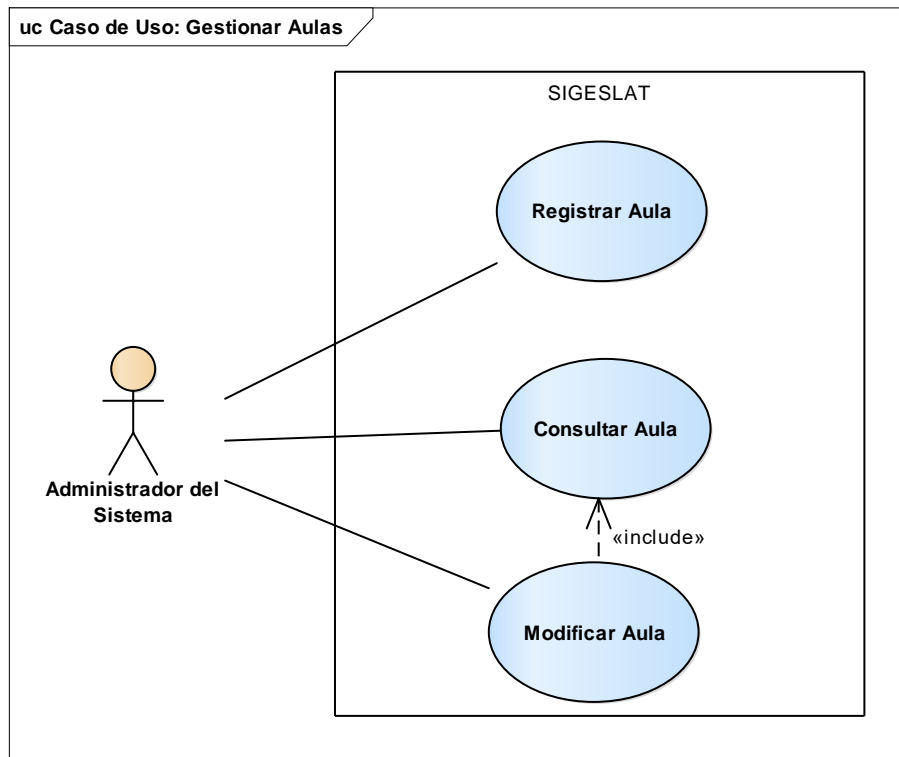 uc Caso de Uso: Gestionar Aulas
SIGESLAT
Registrar Aula
Consultar Aula
Administrador del
Sistema
«include»
Modificar Aula